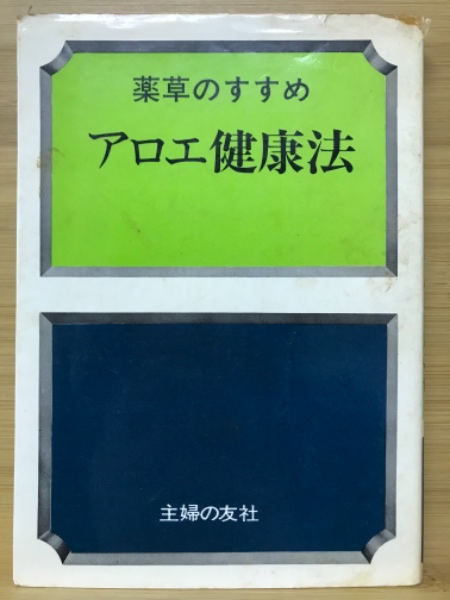 薬草のすすめ
アロエ健康法
主婦の友社